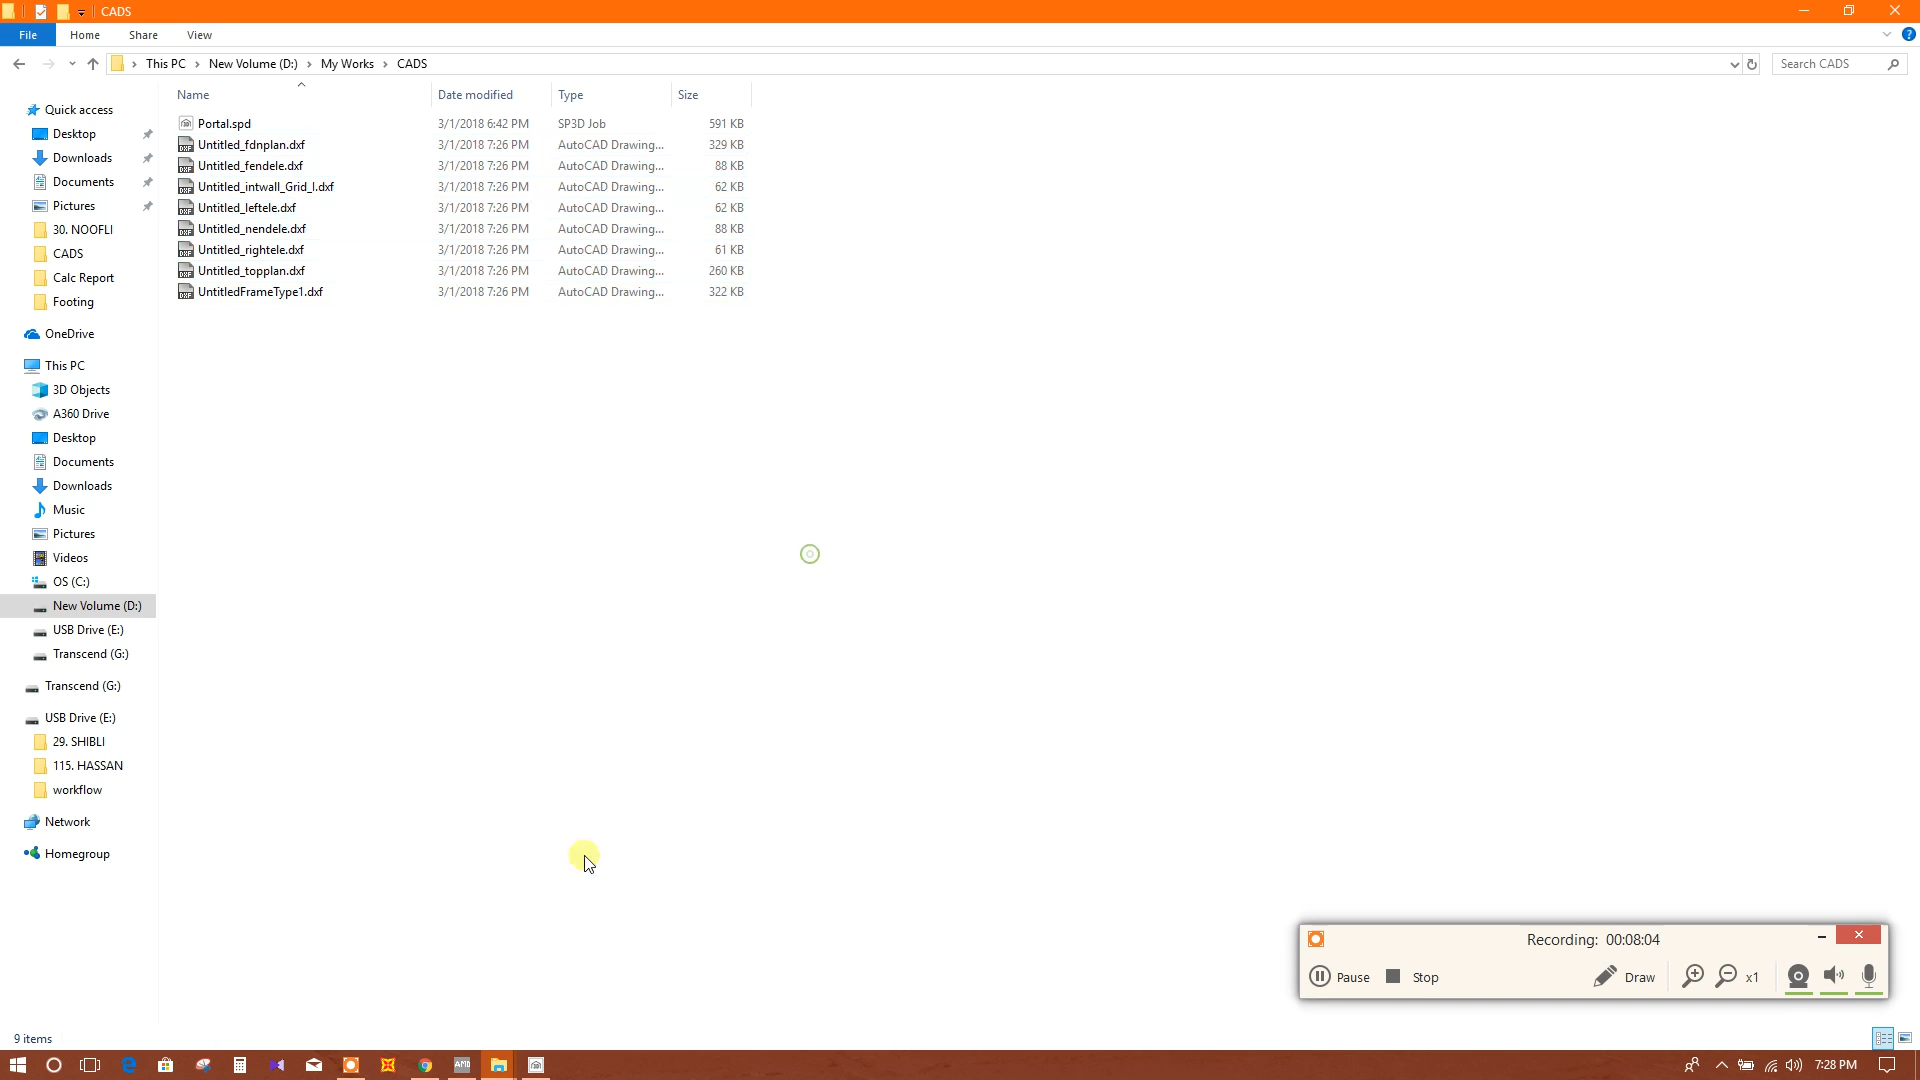 CADS
File Home Share View
This PC New Volume (D:) My Works CADS
Search CADS
Name Date modified Type Size
Portal.spd 3/1/2018 6:42 PM SP3D Job 591 KB
Untitled_fdnplan.dxf 3/1/2018 7:26 PM AutoCAD Drawing... 329 KB
Untitled_fendele.dxf 3/1/2018 7:26 PM AutoCAD Drawing... 88 KB
Untitled_intwall_Grid_l.dxf 3/1/2018 7:26 PM AutoCAD Drawing... 62 KB
Untitled_leftele.dxf 3/1/2018 7:26 PM AutoCAD Drawing... 62 KB
Untitled_nendele.dxf 3/1/2018 7:26 PM AutoCAD Drawing... 88 KB
Untitled_rightele.dxf 3/1/2018 7:26 PM AutoCAD Drawing... 61 KB
Untitled_topplan.dxf 3/1/2018 7:26 PM AutoCAD Drawing... 260 KB
UntitledFrameType1.dxf 3/1/2018 7:26 PM AutoCAD Drawing... 322 KB
Quick access
Desktop
Downloads
Documents
Pictures
30. NOOFLI
CADS
Calc Report
Footing
OneDrive
This PC
3D Objects
A360 Drive
Desktop
Documents
Downloads
Music
Pictures
Videos
OS (C:)
New Volume (D:)
USB Drive (E:)
Transcend (G:)
Transcend (G:)
USB Drive (E:)
29. SHIBLI
115. HASSAN
workflow
Network
Homegroup
Recording: 00:08:04
Pause Stop Draw x1
9 items
7:28 PM